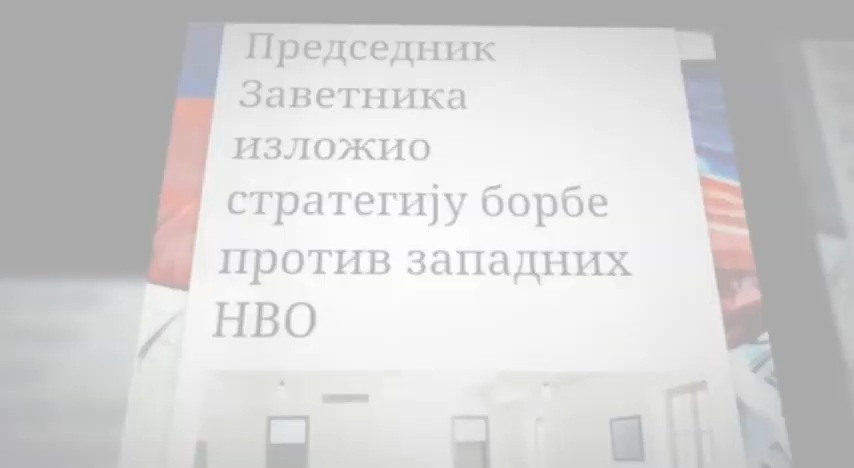 Председник
Заветника
изложио
стратегију борбе
против западних
НВО